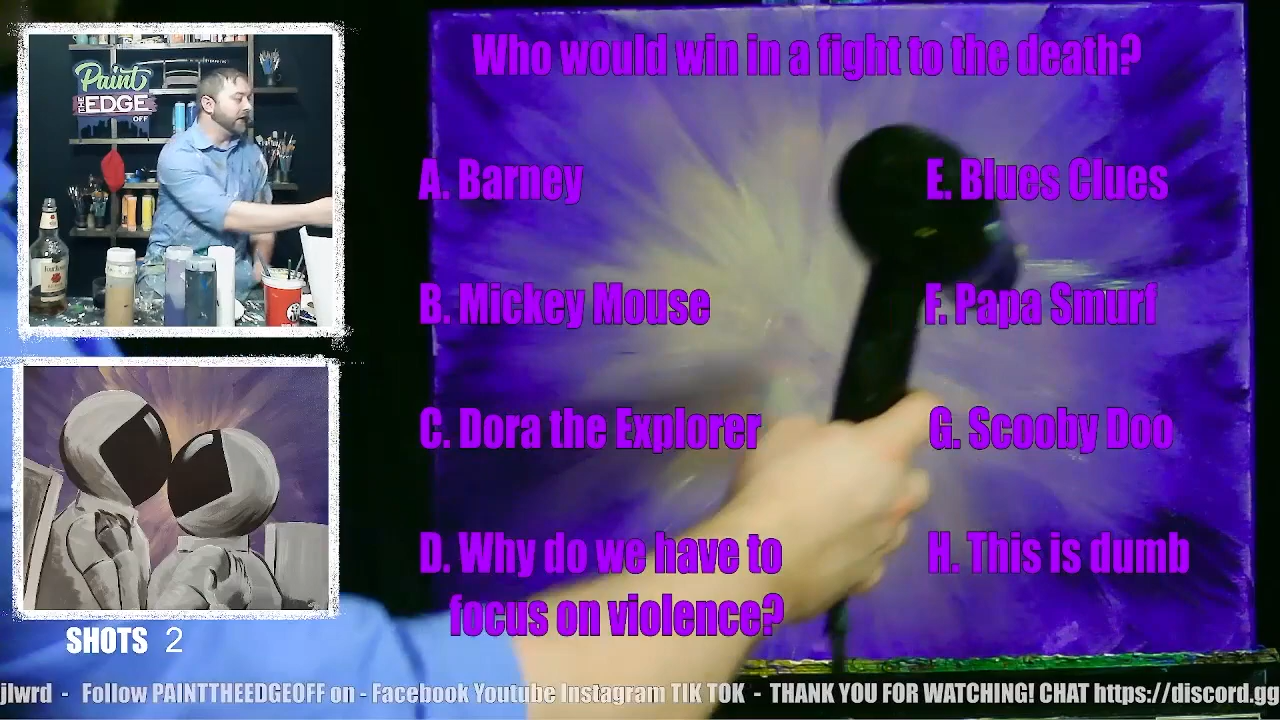 Paint
THE EDGE
OFF
Who would win in a fight to the death?
A. Barney
E. Blues Clues
B. Mickey Mouse
F. Papa Smurf
C. Dora the Explorer
G. Scooby Doo
D. Why do we have to
focus on violence?
H. This is dumb
SHOTS 2
jlwrd - Follow PAINTTHEEDGEOFF on - Facebook Youtube Instagram TIK TOK - THANK YOU FOR WATCHING! CHAT https://discord.gg